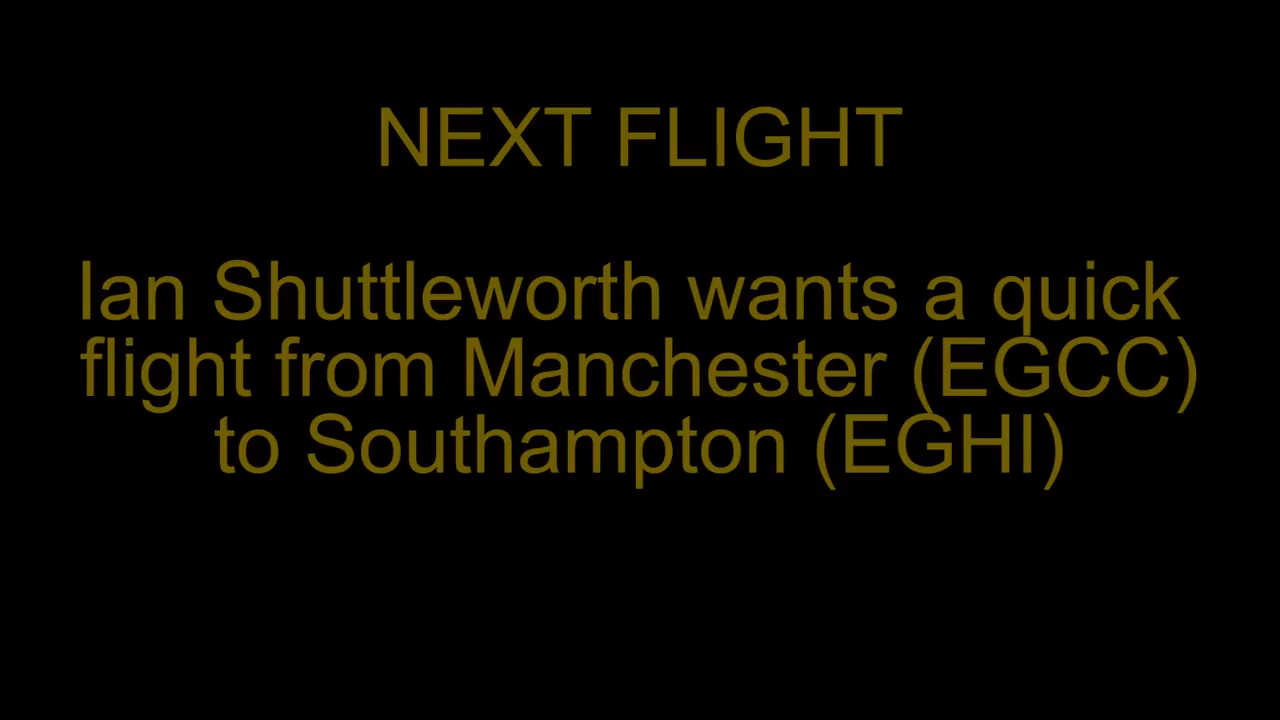 NEXT FLIGHT
Ian Shuttleworth wants a quick
flight from Manchester (EGCC)
to Southampton (EGHI)